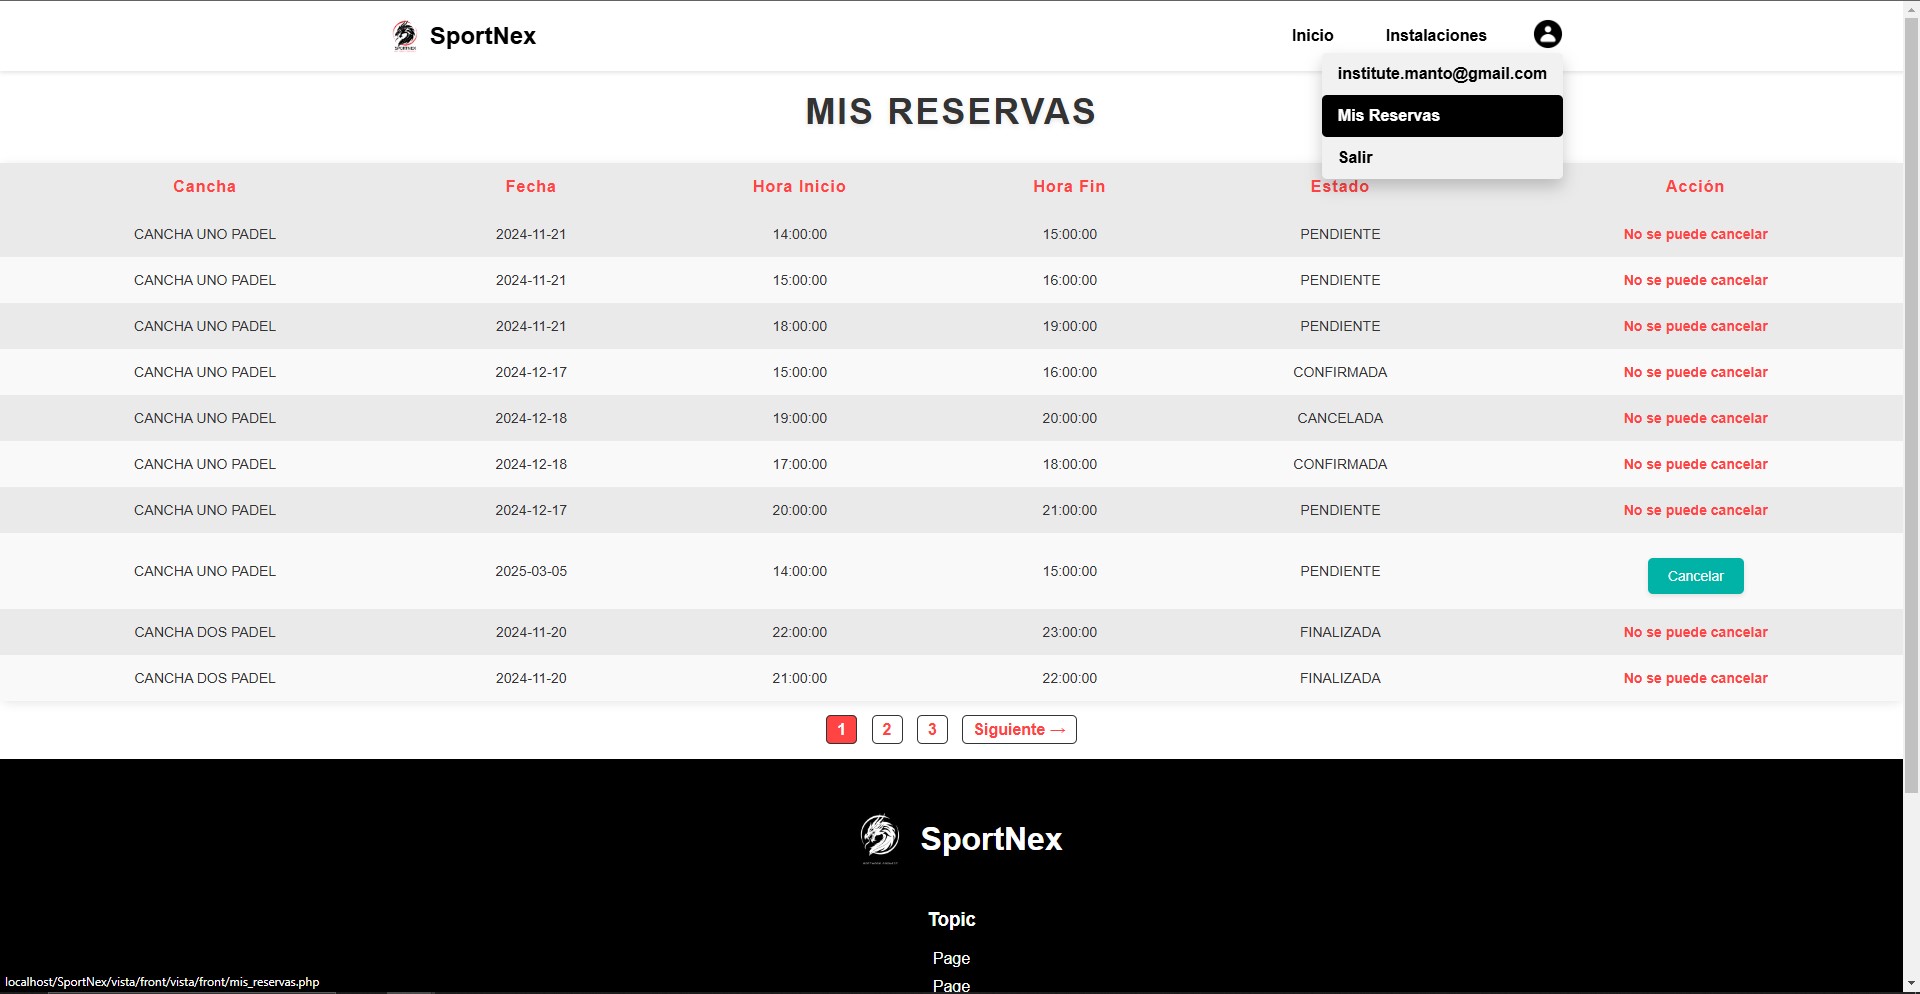 SportNex
Inicio Instalaciones
institute.manto@gmail.com
Mis Reservas
Salir
MIS RESERVAS
Cancha Fecha Hora Inicio Hora Fin Estado Acción
CANCHA UNO PADEL 2024-11-21 14:00:00 15:00:00 PENDIENTE No se puede cancelar
CANCHA UNO PADEL 2024-11-21 15:00:00 16:00:00 PENDIENTE No se puede cancelar
CANCHA UNO PADEL 2024-11-21 18:00:00 19:00:00 PENDIENTE No se puede cancelar
CANCHA UNO PADEL 2024-12-17 15:00:00 16:00:00 CONFIRMADA No se puede cancelar
CANCHA UNO PADEL 2024-12-18 19:00:00 20:00:00 CANCELADA No se puede cancelar
CANCHA UNO PADEL 2024-12-18 17:00:00 18:00:00 CONFIRMADA No se puede cancelar
CANCHA UNO PADEL 2024-12-17 20:00:00 21:00:00 PENDIENTE No se puede cancelar
CANCHA UNO PADEL 2025-03-05 14:00:00 15:00:00 PENDIENTE Cancelar
CANCHA DOS PADEL 2024-11-20 22:00:00 23:00:00 FINALIZADA No se puede cancelar
CANCHA DOS PADEL 2024-11-20 21:00:00 22:00:00 FINALIZADA No se puede cancelar
1 2 3 Siguiente →
SportNex
Topic
Page
Page
localhost/SportNex/vista/front/vista/front/mis_reservas.php